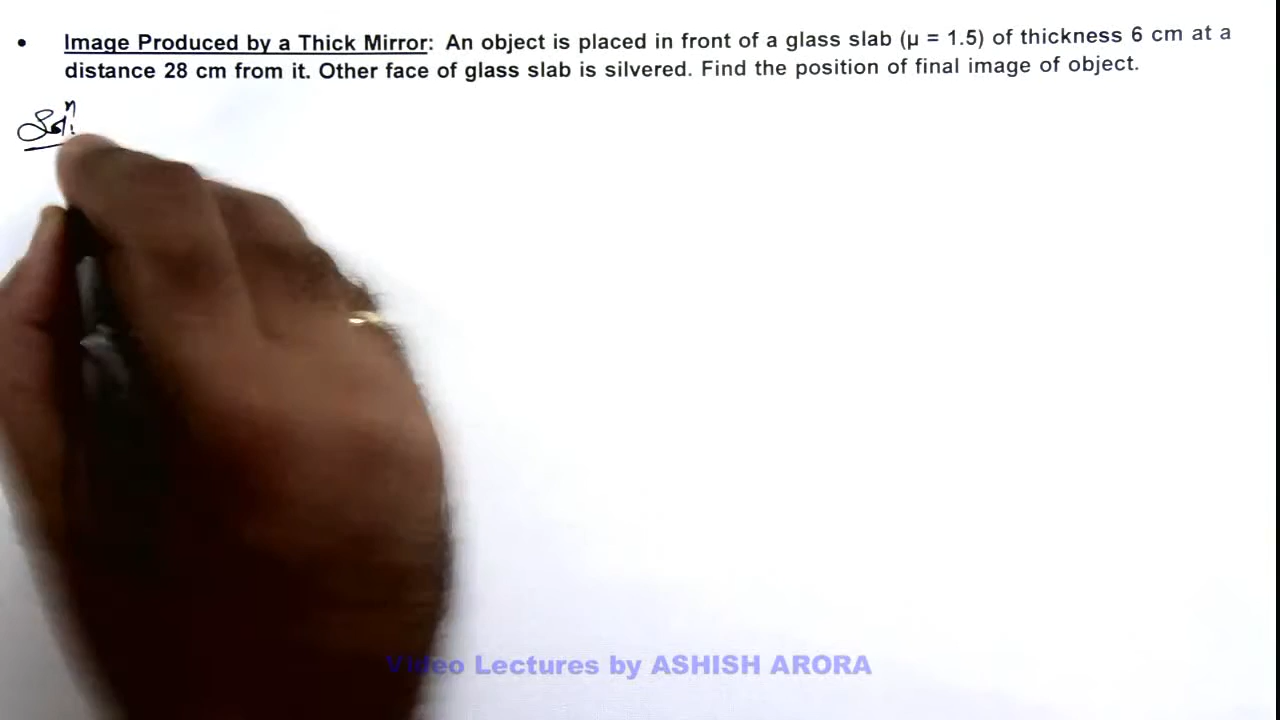 • Image Produced by a Thick Mirror: An object is placed in front of a glass slab (μ = 1.5) of thickness 6 cm at a
distance 28 cm from it. Other face of glass slab is silvered. Find the position of final image of object.
Solⁿ:
Video Lectures by ASHISH ARORA